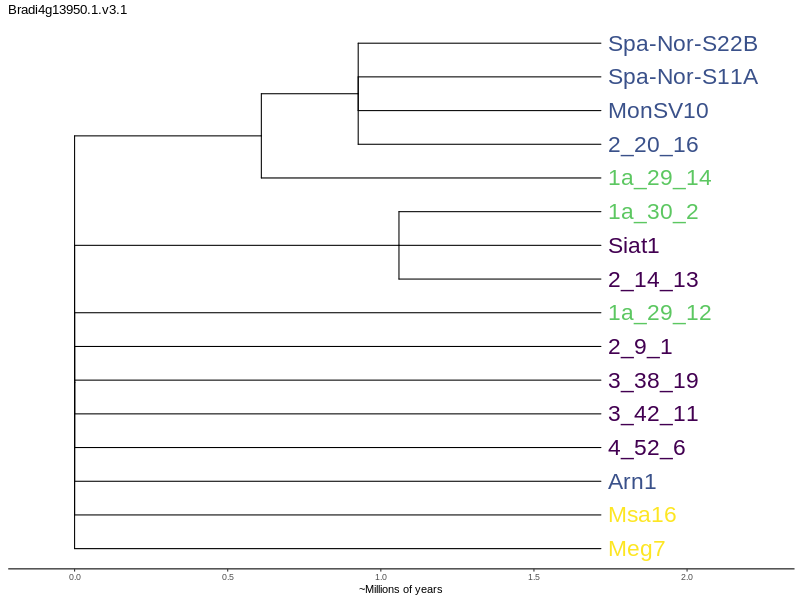 Bradi4g13950.1.v3.1
Spa-Nor-S22B
Spa-Nor-S11A
MonSV10
2_20_16
1a_29_14
1a_30_2
Siat1
2_14_13
1a_29_12
2_9_1
3_38_19
3_42_11
4_52_6
Arn1
Msa16
Meg7
0.0 0.5 1.0 1.5 2.0
~Millions of years